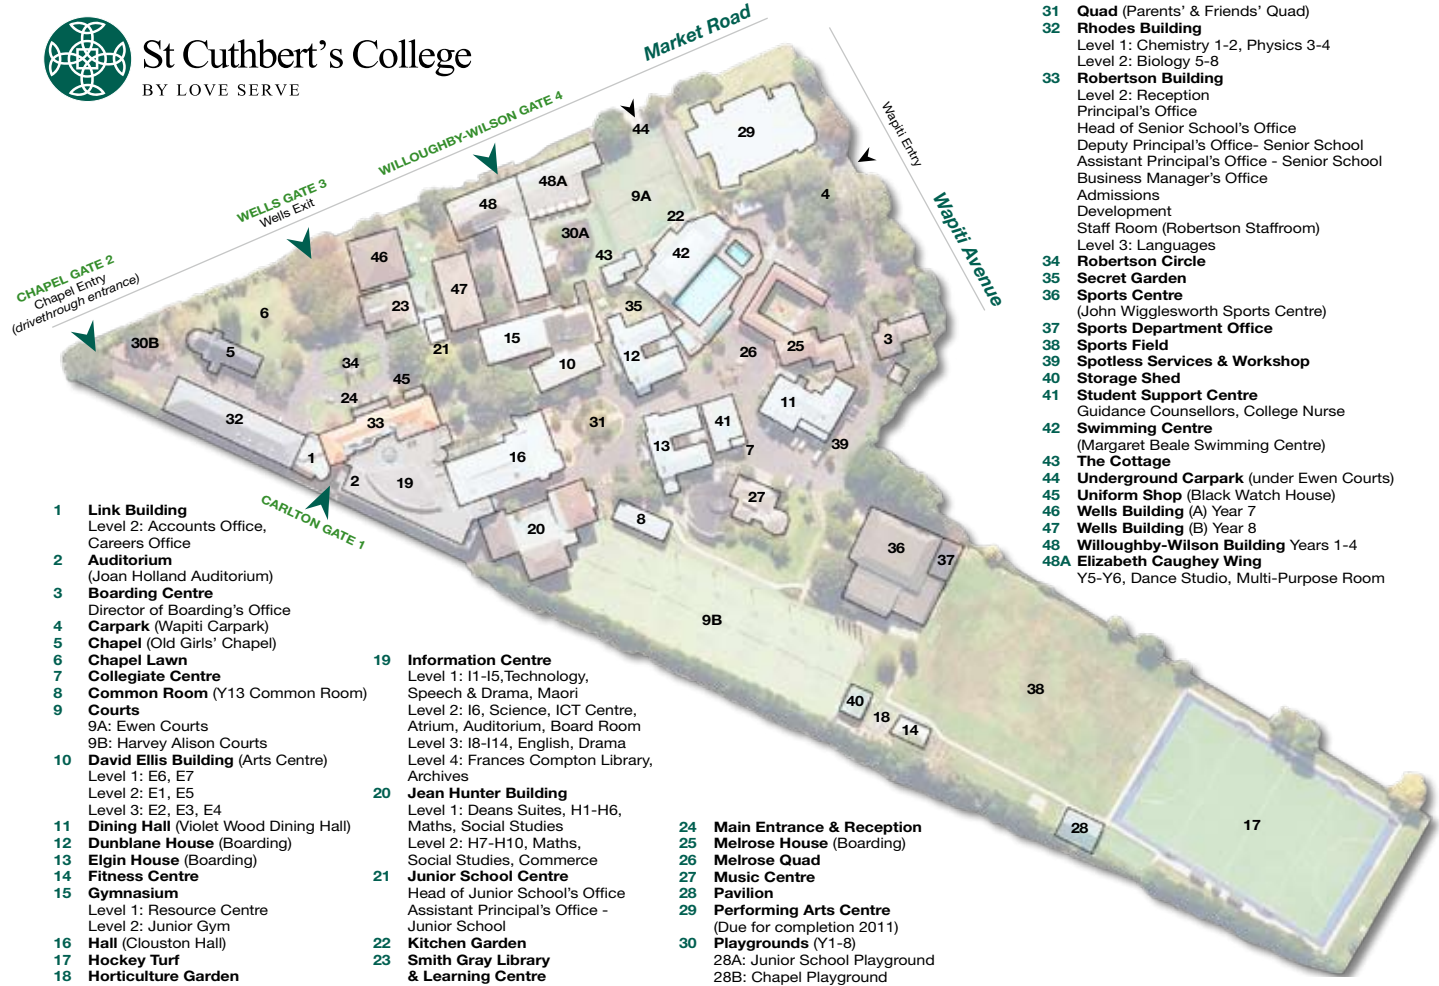 St Cuthbert's College
BY LOVE SERVE
Market Road
Wapiti Avenue
Wapiti Entry
WILLOUGHBY-WILSON GATE 4
WELLS GATE 3
Wells Exit
CHAPEL GATE 2
Chapel Entry
(drivethrough entrance)
CARLTON GATE 1
44
29
48A
48
9A
4
22
30A
46
42
43
47
23
6
35
30B
5
21
15
12
26
25
3
34
10
45
24
11
32
33
31
41
13
7
39
1
16
2
19
27
20
8
36
37
9B
38
40
18
14
28
17
1 Link Building
Level 2: Accounts Office,
Careers Office
2 Auditorium
(Joan Holland Auditorium)
3 Boarding Centre
Director of Boarding's Office
4 Carpark (Wapiti Carpark)
5 Chapel (Old Girls' Chapel)
6 Chapel Lawn
7 Collegiate Centre
8 Common Room (Y13 Common Room)
9 Courts
9A: Ewen Courts
9B: Harvey Alison Courts
10 David Ellis Building (Arts Centre)
Level 1: E6, E7
Level 2: E1, E5
Level 3: E2, E3, E4
11 Dining Hall (Violet Wood Dining Hall)
12 Dunblane House (Boarding)
13 Elgin House (Boarding)
14 Fitness Centre
15 Gymnasium
Level 1: Resource Centre
Level 2: Junior Gym
16 Hall (Clouston Hall)
17 Hockey Turf
18 Horticulture Garden
19 Information Centre
Level 1: I1-I5,Technology,
Speech & Drama, Maori
Level 2: I6, Science, ICT Centre,
Atrium, Auditorium, Board Room
Level 3: I8-I14, English, Drama
Level 4: Frances Compton Library,
Archives
20 Jean Hunter Building
Level 1: Deans Suites, H1-H6,
Maths, Social Studies
Level 2: H7-H10, Maths,
Social Studies, Commerce
21 Junior School Centre
Head of Junior School's Office
Assistant Principal's Office -
Junior School
22 Kitchen Garden
23 Smith Gray Library
& Learning Centre
24 Main Entrance & Reception
25 Melrose House (Boarding)
26 Melrose Quad
27 Music Centre
28 Pavilion
29 Performing Arts Centre
(Due for completion 2011)
30 Playgrounds (Y1-8)
28A: Junior School Playground
28B: Chapel Playground
31 Quad (Parents' & Friends' Quad)
32 Rhodes Building
Level 1: Chemistry 1-2, Physics 3-4
Level 2: Biology 5-8
33 Robertson Building
Level 2: Reception
Principal's Office
Head of Senior School's Office
Deputy Principal's Office- Senior School
Assistant Principal's Office - Senior School
Business Manager's Office
Admissions
Development
Staff Room (Robertson Staffroom)
Level 3: Languages
34 Robertson Circle
35 Secret Garden
36 Sports Centre
(John Wigglesworth Sports Centre)
37 Sports Department Office
38 Sports Field
39 Spotless Services & Workshop
40 Storage Shed
41 Student Support Centre
Guidance Counsellors, College Nurse
42 Swimming Centre
(Margaret Beale Swimming Centre)
43 The Cottage
44 Underground Carpark (under Ewen Courts)
45 Uniform Shop (Black Watch House)
46 Wells Building (A) Year 7
47 Wells Building (B) Year 8
48 Willoughby-Wilson Building Years 1-4
48A Elizabeth Caughey Wing
Y5-Y6, Dance Studio, Multi-Purpose Room